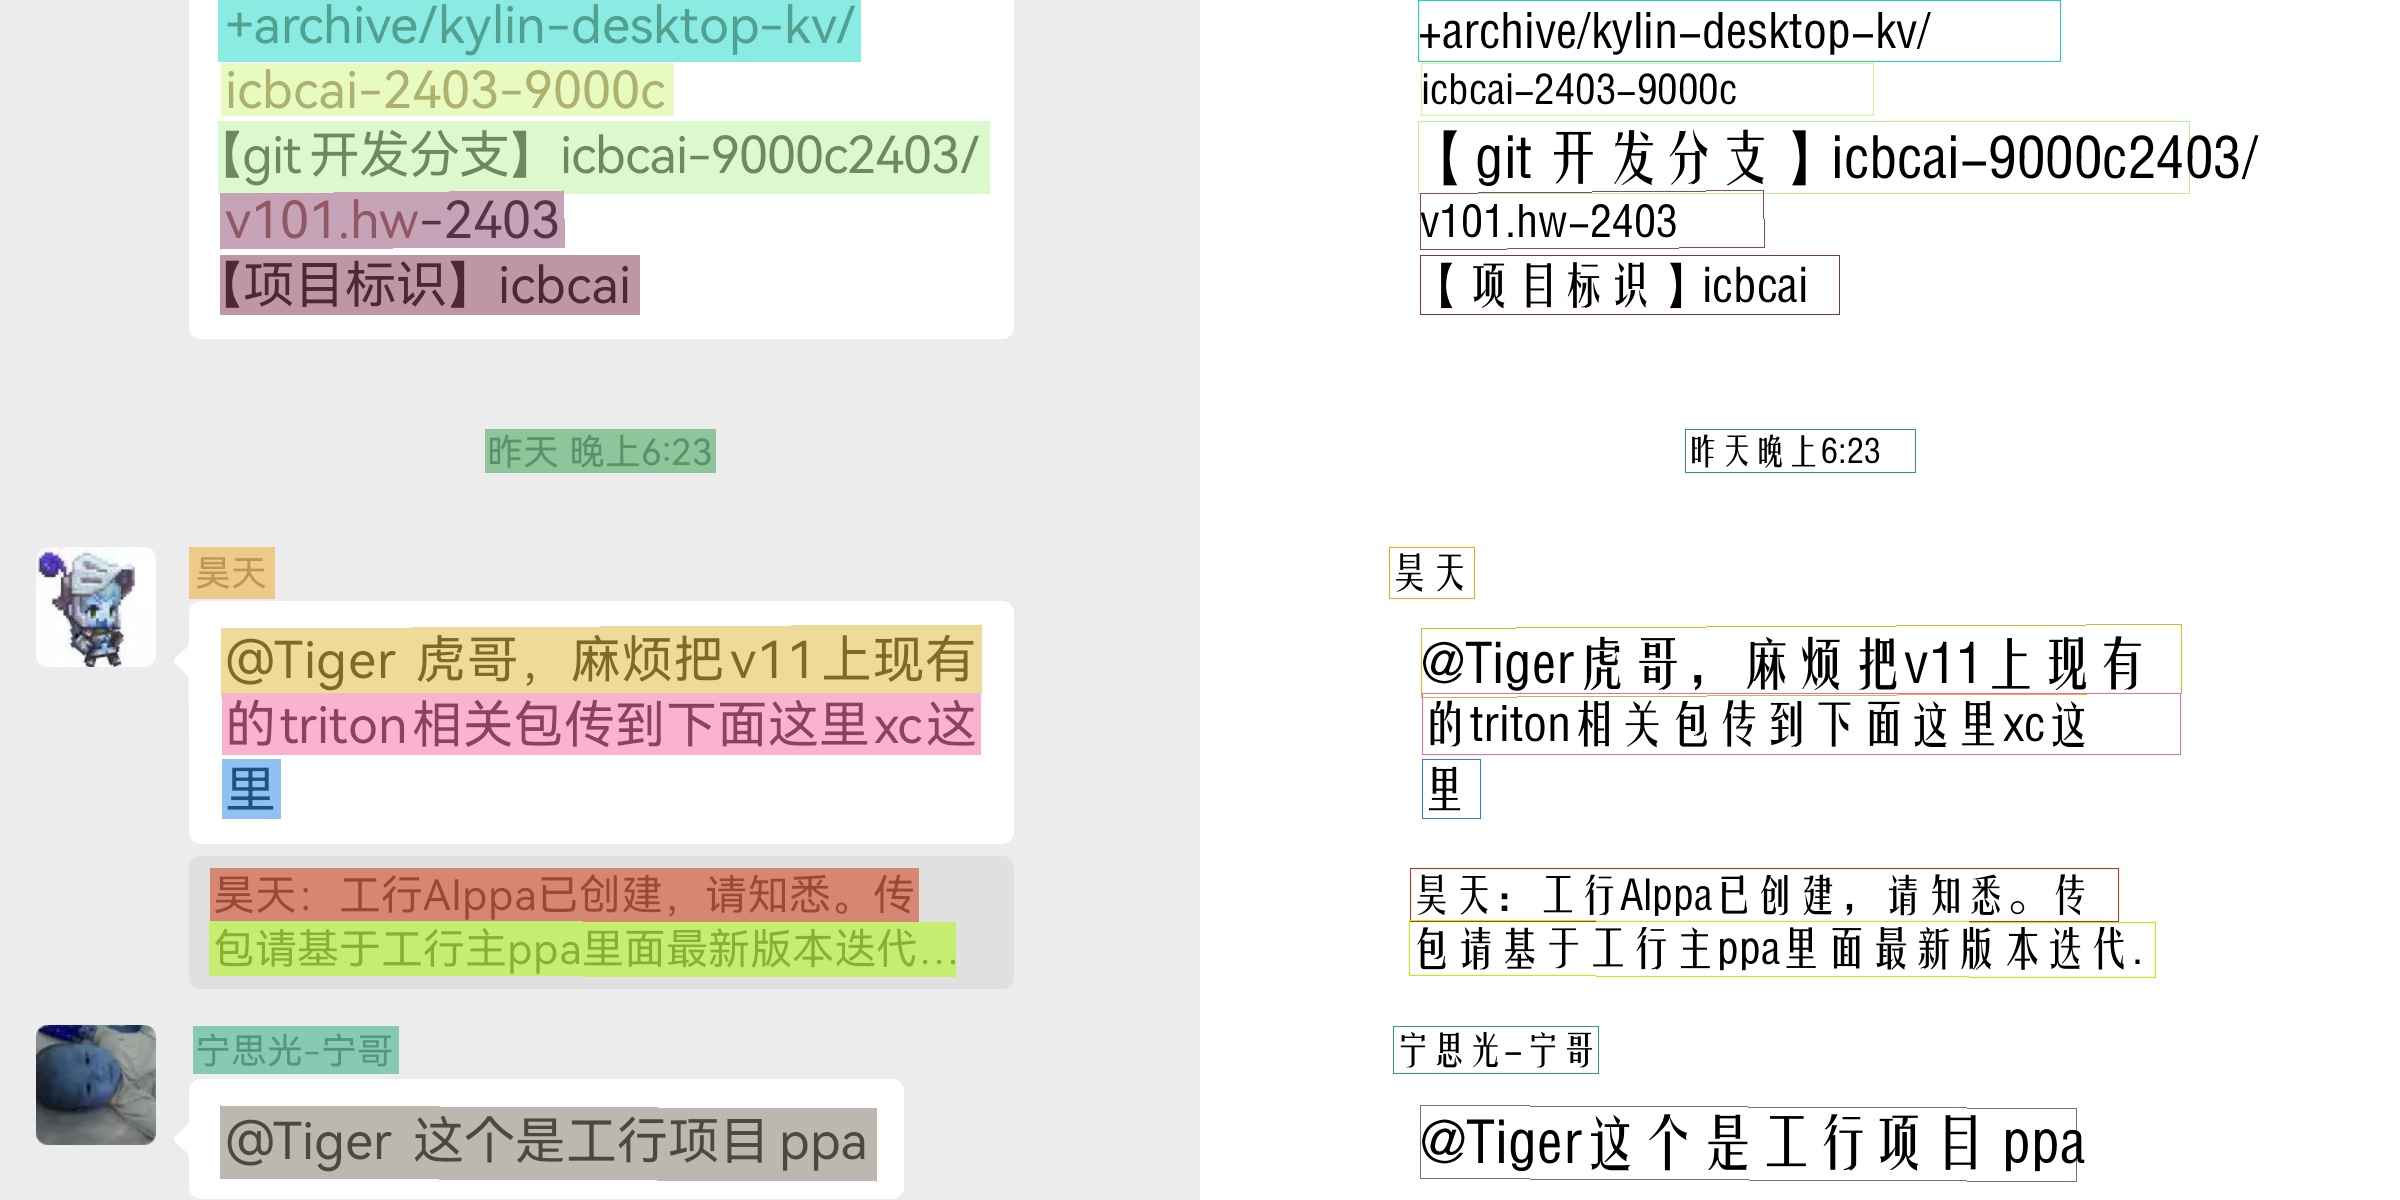 +archive/kylin-desktop-kv/
icbcai-2403-9000c
【git开发分支】icbcai-9000c2403/
v101.hw-2403
【项目标识】icbcai
昨天 晚上6:23
昊天
@Tiger 虎哥，麻烦把v11上现有
的triton相关包传到下面这里xc这
里
昊天：工行AIppa已创建，请知悉。传
包请基于工行主ppa里面最新版本迭代...
宁思光-宁哥
@Tiger 这个是工行项目ppa
+archive/kylin-desktop-kv/
icbcai-2403-9000c
【git开发分支】icbcai-9000c2403/
v101.hw-2403
【项目标识】icbcai
昨天晚上6:23
昊天
@Tiger虎哥，麻烦把v11上现有
的triton相关包传到下面这里xc这
里
昊天：工行AIppa已创建，请知悉。传
包请基于工行主ppa里面最新版本迭代.
宁思光-宁哥
@Tiger这个是工行项目ppa